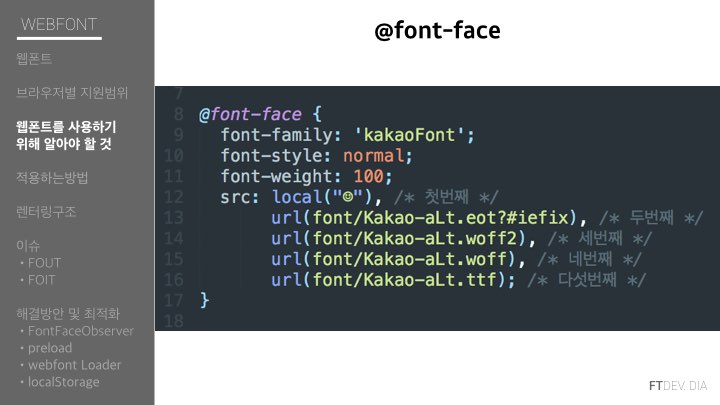 WEBFONT
웹폰트
브라우저별 지원범위
웹폰트를 사용하기
위해 알아야 할 것
적용하는방법
렌터링구조
이슈
• FOUT
• FOIT
해결방안 및 최적화
• FontFaceObserver
• preload
• webfont Loader
• localStorage
@font-face
7
8 @font-face {
9 font-family: 'kakaoFont';
10 font-style: normal;
11 font-weight: 100;
12 src: local("☻"), /* 첫번째 */
13 url(font/Kakao-aLt.eot?#iefix), /* 두번째 */
14 url(font/Kakao-aLt.woff2), /* 세번째 */
15 url(font/Kakao-aLt.woff), /* 네번째 */
16 url(font/Kakao-aLt.ttf); /* 다섯번째 */
17 }
18
FTDEV. DIA